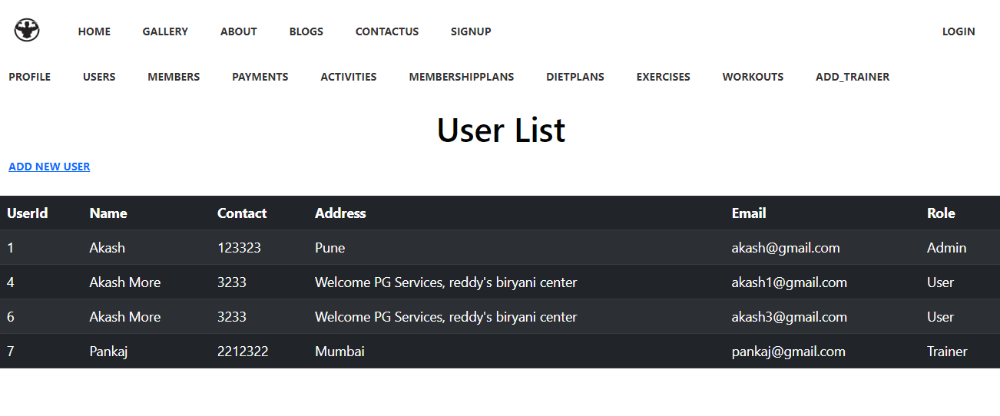 HOME GALLERY ABOUT BLOGS CONTACTUS SIGNUP LOGIN
PROFILE USERS MEMBERS PAYMENTS ACTIVITIES MEMBERSHIPPLANS DIETPLANS EXERCISES WORKOUTS ADD_TRAINER
User List
ADD NEW USER
UserId Name Contact Address Email Role
1 Akash 123323 Pune akash@gmail.com Admin
4 Akash More 3233 Welcome PG Services, reddy's biryani center akash1@gmail.com User
6 Akash More 3233 Welcome PG Services, reddy's biryani center akash3@gmail.com User
7 Pankaj 2212322 Mumbai pankaj@gmail.com Trainer